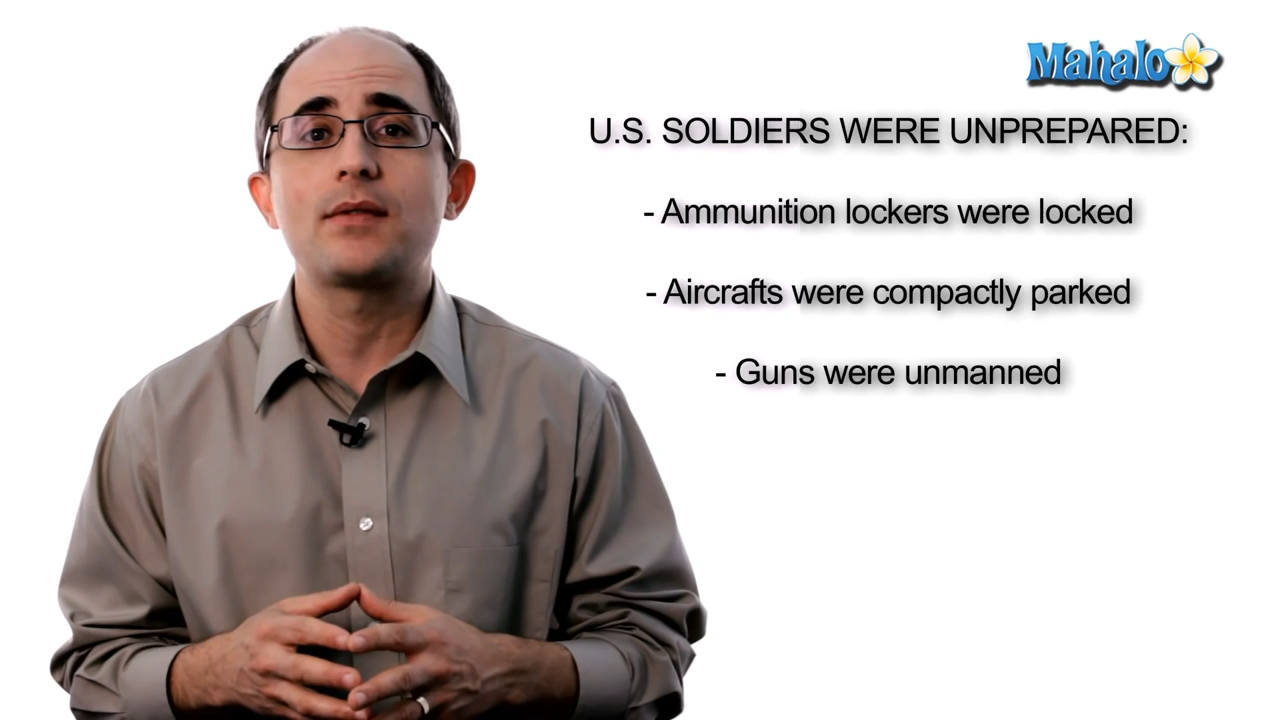 Mahalo
U.S. SOLDIERS WERE UNPREPARED:
- Ammunition lockers were locked
- Aircrafts were compactly parked
- Guns were unmanned